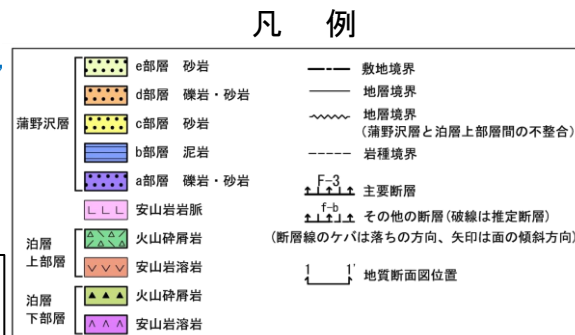 凡 例
蒲野沢層
e部層 砂岩
d部層 礫岩・砂岩
c部層 砂岩
b部層 泥岩
a部層 礫岩・砂岩
安山岩岩脈
泊層
上部層
火山砕屑岩
安山岩溶岩
泊層
下部層
火山砕屑岩
安山岩溶岩
敷地境界
地層境界
地層境界
(蒲野沢層と泊層上部層間の不整合)
岩種境界
F-3 主要断層
f-b その他の断層(破線は推定断層)
(断層線のケバは落ちの方向、矢印は面の傾斜方向)
1 1' 地質断面図位置